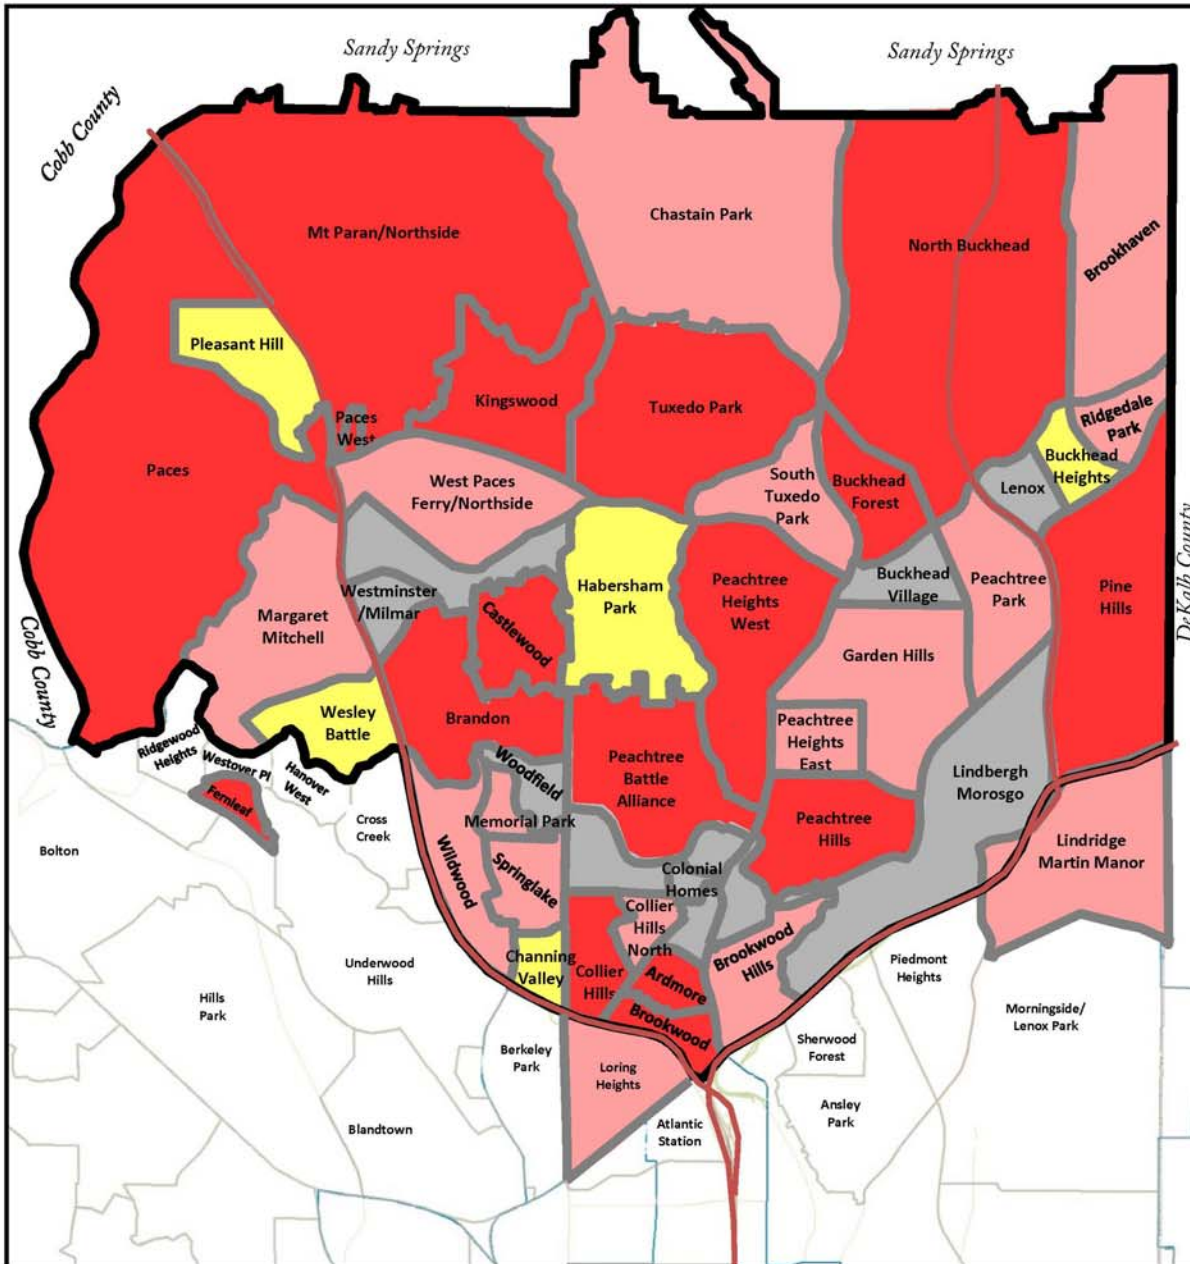 Sandy Springs
Sandy Springs
Cobb County
Chastain Park
Mt Paran/Northside
North Buckhead
Brookhaven
Pleasant Hill
Kingswood
Tuxedo Park
Ridgedale
Park
Paces
West
Buckhead
Heights
Paces
West Paces
Ferry/Northside
South
Tuxedo
Park
Buckhead
Forest
Lenox
DeKalb County
Westminster
/Milmar
Habersham
Park
Peachtree
Heights
West
Buckhead
Village
Peachtree
Park
Pine
Hills
Margaret
Mitchell
Castlewood
Garden Hills
Cobb County
Wesley
Battle
Brandon
Peachtree
Heights
East
Ridgewood
Heights
Westover Pl
Hanover
West
Woodfield
Peachtree
Battle
Alliance
Lindbergh
Morosgo
Fernleaf
Cross
Creek
Memorial Park
Peachtree
Hills
Bolton
Wildwood
Springlake
Colonial
Homes
Lindridge
Martin Manor
Collier
Hills
North
Brookwood
Hills
Underwood
Hills
Channing
Valley
Collier
Hills
Ardmore
Piedmont
Heights
Hills
Park
Brookwood
Morningside/
Lenox Park
Berkeley
Park
Loring
Heights
Sherwood
Forest
Blandtown
Atlantic
Station
Ansley
Park